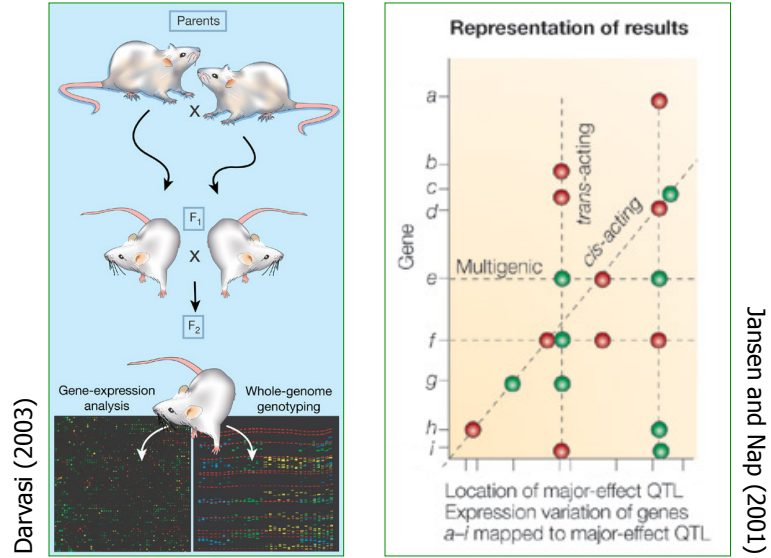 Parents
X
F1
X
F2
Gene-expression
analysis
Whole-genome
genotyping
Darvasi (2003)
Representation of results
Gene
a
b
c
d
e
f
g
h
i
trans-acting
cis-acting
Multigenic
Location of major-effect QTL
Expression variation of genes
a–i mapped to major-effect QTL
Jansen and Nap (2001)